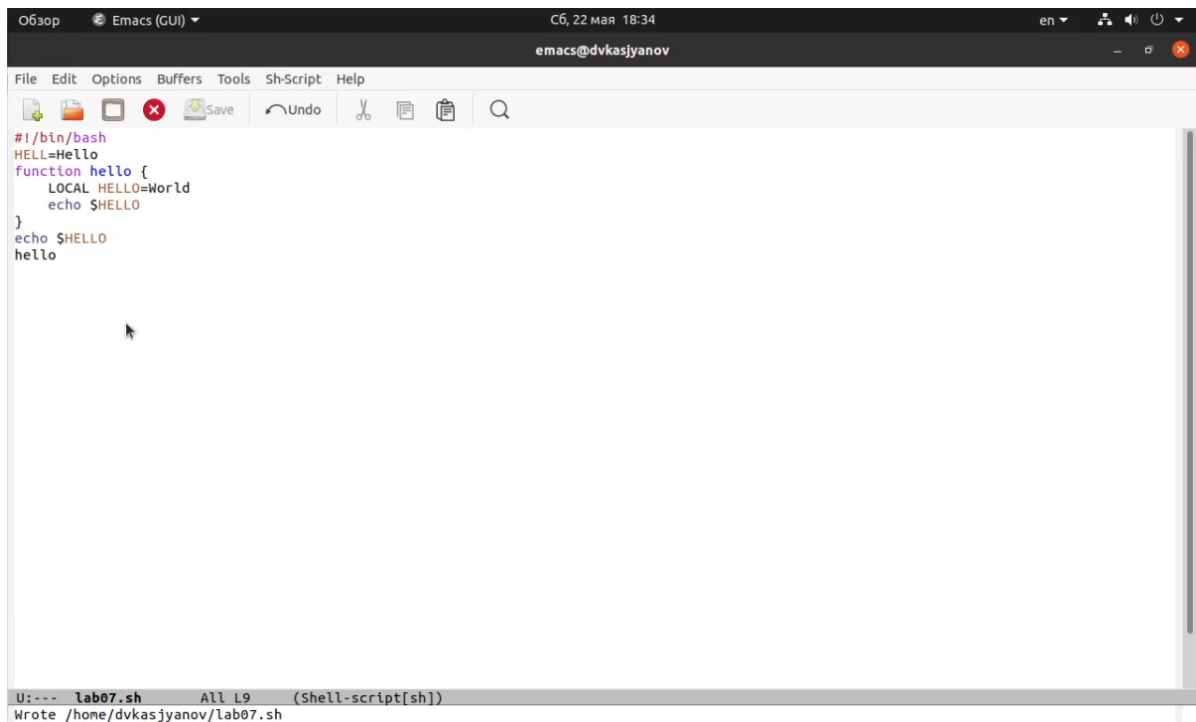 Обзор Emacs (GUI) Сб, 22 мая 18:34 en
emacs@dvkasjyanov
File Edit Options Buffers Tools Sh-Script Help
Save Undo
#!/bin/bash
HELL=Hello
function hello {
    LOCAL HELLO=World
    echo $HELLO
}
echo $HELLO
hello
U:--- lab07.sh All L9 (Shell-script[sh])
Wrote /home/dvkasjyanov/lab07.sh